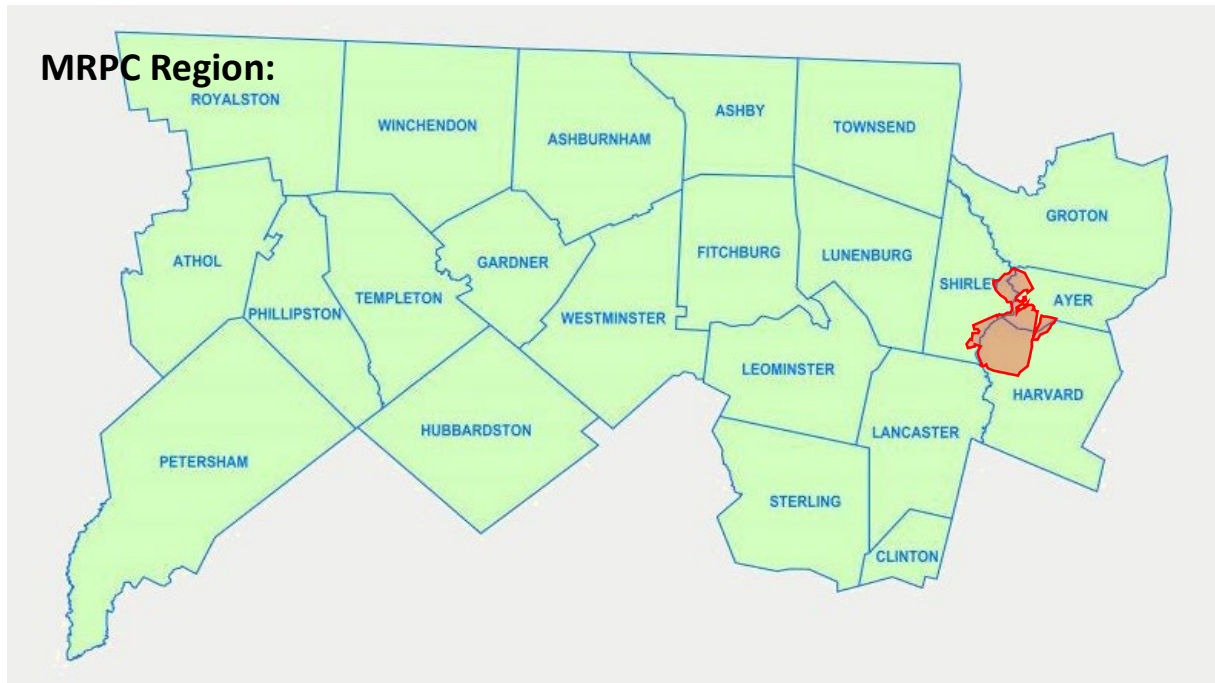 MRPC Region:
ROYALSTON
WINCHENDON
ASHBURNHAM
ASHBY
TOWNSEND
GROTON
ATHOL
PHILLIPSTON
TEMPLETON
GARDNER
WESTMINSTER
FITCHBURG
LUNENBURG
SHIRLE
AYER
LEOMINSTER
HARVARD
HUBBARDSTON
LANCASTER
PETERSHAM
STERLING
CLINTON